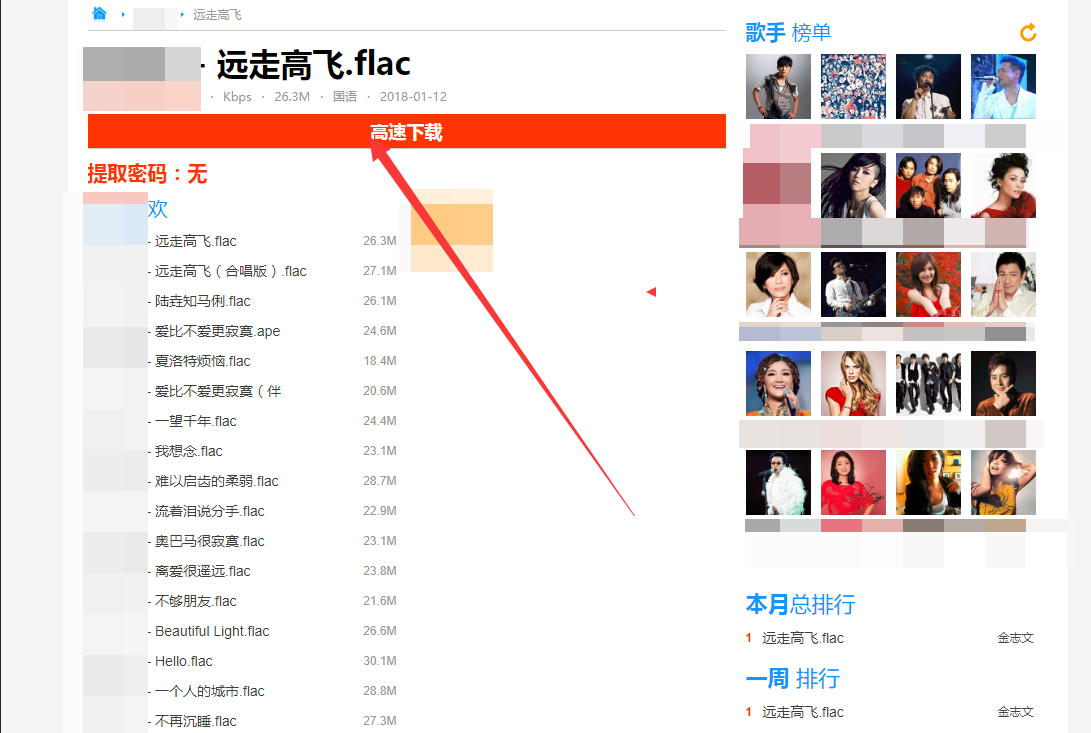 远走高飞
- 远走高飞.flac
· Kbps · 26.3M · 国语 · 2018-01-12
高速下载
提取密码：无
欢
- 远走高飞.flac 26.3M
- 远走高飞（合唱版）.flac 27.1M
- 陆垚知马俐.flac 26.1M
- 爱比不爱更寂寞.ape 24.6M
- 夏洛特烦恼.flac 18.4M
- 爱比不爱更寂寞（伴 20.6M
- 一望千年.flac 24.4M
- 我想念.flac 23.1M
- 难以启齿的柔弱.flac 28.7M
- 流着泪说分手.flac 22.9M
- 奥巴马很寂寞.flac 23.1M
- 离爱很遥远.flac 23.8M
- 不够朋友.flac 21.6M
- Beautiful Light.flac 26.6M
- Hello.flac 30.1M
- 一个人的城市.flac 28.8M
- 不再沉睡.flac 27.3M
歌手 榜单
本月总排行
1 远走高飞.flac 金志文
一周 排行
1 远走高飞.flac 金志文